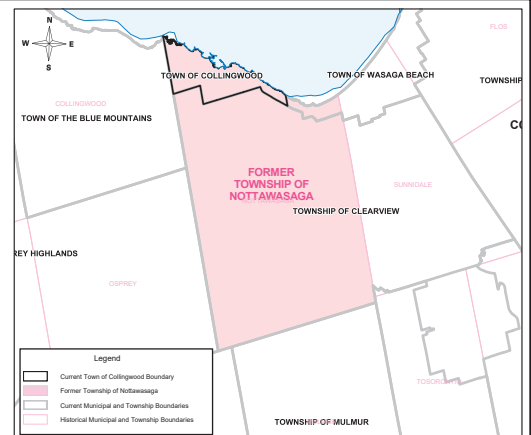 N
W E
S
FLOS
TOWN OF COLLINGWOOD
TOWN OF WASAGA BEACH
TOWNSHIP
COLLINGWOOD
TOWN OF THE BLUE MOUNTAINS
CO
FORMER
TOWNSHIP OF
NOTTAWASAGA
SUNNIDALE
TOWNSHIP OF CLEARVIEW
REY HIGHLANDS
OSPREY
Legend
Current Town of Collingwood Boundary
Former Township of Nottawasaga
Current Municipal and Township Boundaries
Historical Municipal and Township Boundaries
TOSORONTIO
TOWNSHIP OF MULMUR